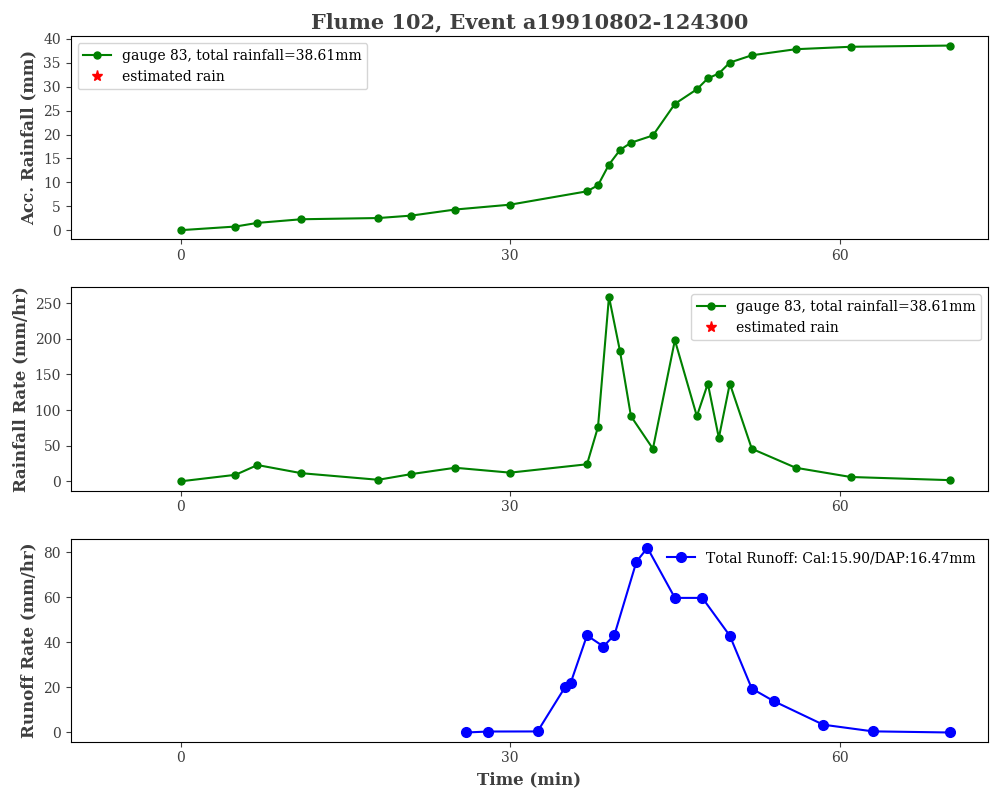 Flume 102, Event a19910802-124300
Acc. Rainfall (mm)
40
35
30
25
20
15
10
5
0
gauge 83, total rainfall=38.61mm
estimated rain
0 30 60
Rainfall Rate (mm/hr)
250
200
150
100
50
0
gauge 83, total rainfall=38.61mm
estimated rain
0 30 60
Runoff Rate (mm/hr)
80
60
40
20
0
Total Runoff: Cal:15.90/DAP:16.47mm
0 30 60
Time (min)